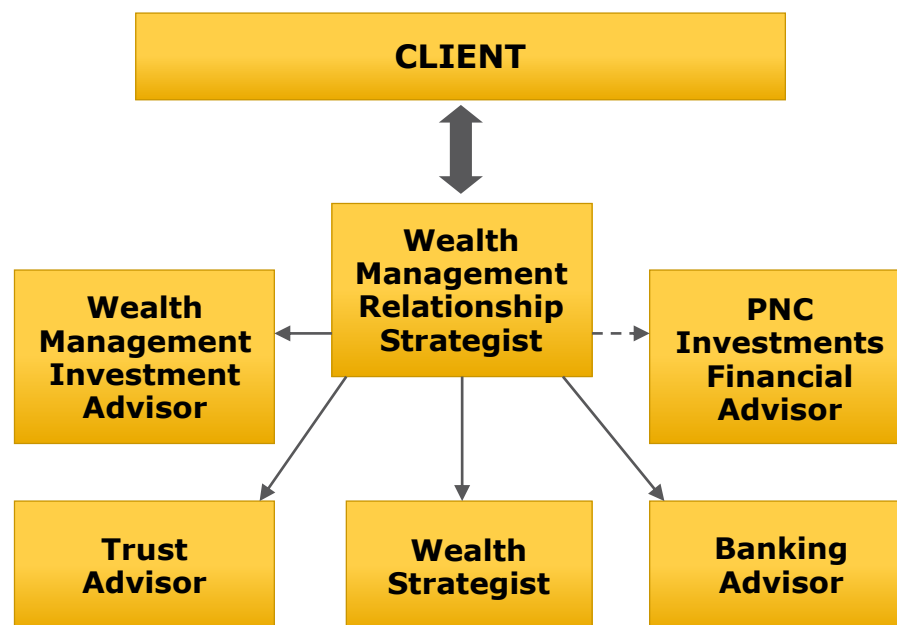 CLIENT
Wealth
Management
Relationship
Strategist
Wealth
Management
Investment
Advisor
PNC
Investments
Financial
Advisor
Trust
Advisor
Wealth
Strategist
Banking
Advisor